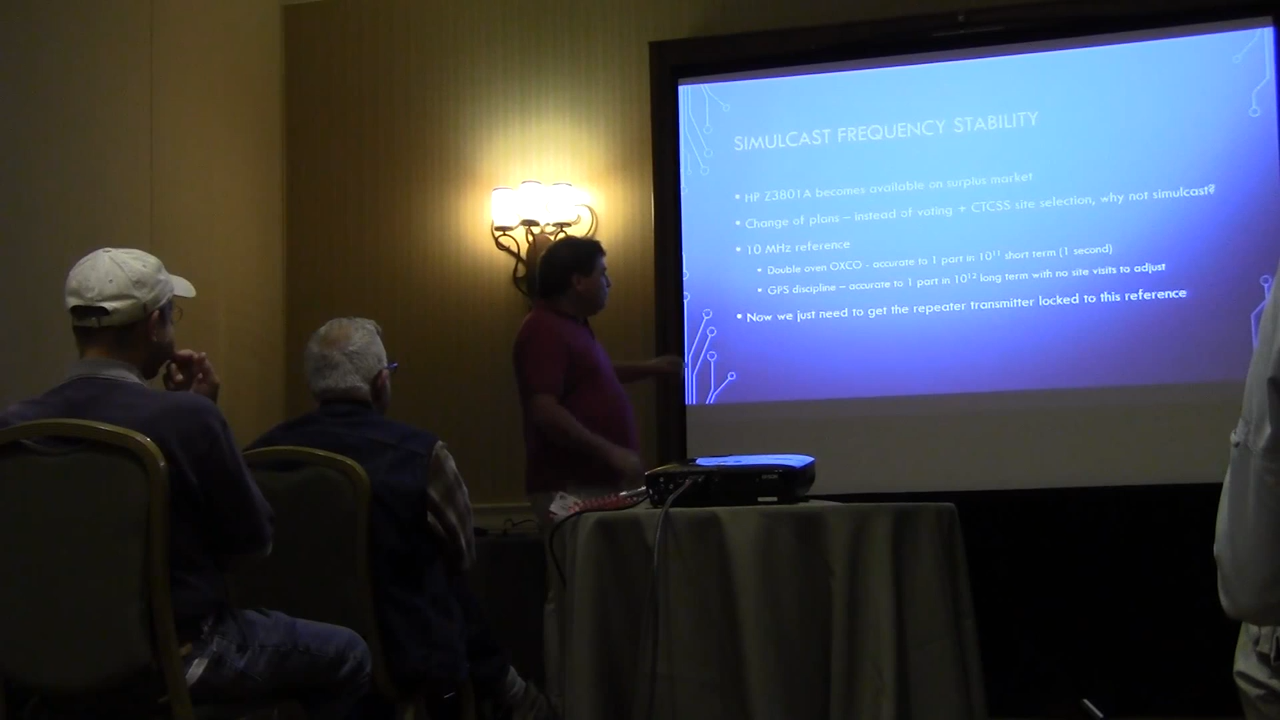 SIMULCAST FREQUENCY STABILITY
• HP Z3801A becomes available on surplus market
• Change of plans – instead of voting + CTCSS site selection, why not simulcast?
• 10 MHz reference
• Double oven OXCO - accurate to 1 part in 10¹¹ short term (1 second)
• GPS discipline – accurate to 1 part in 10¹² long term with no site visits to adjust
• Now we just need to get the repeater transmitter locked to this reference